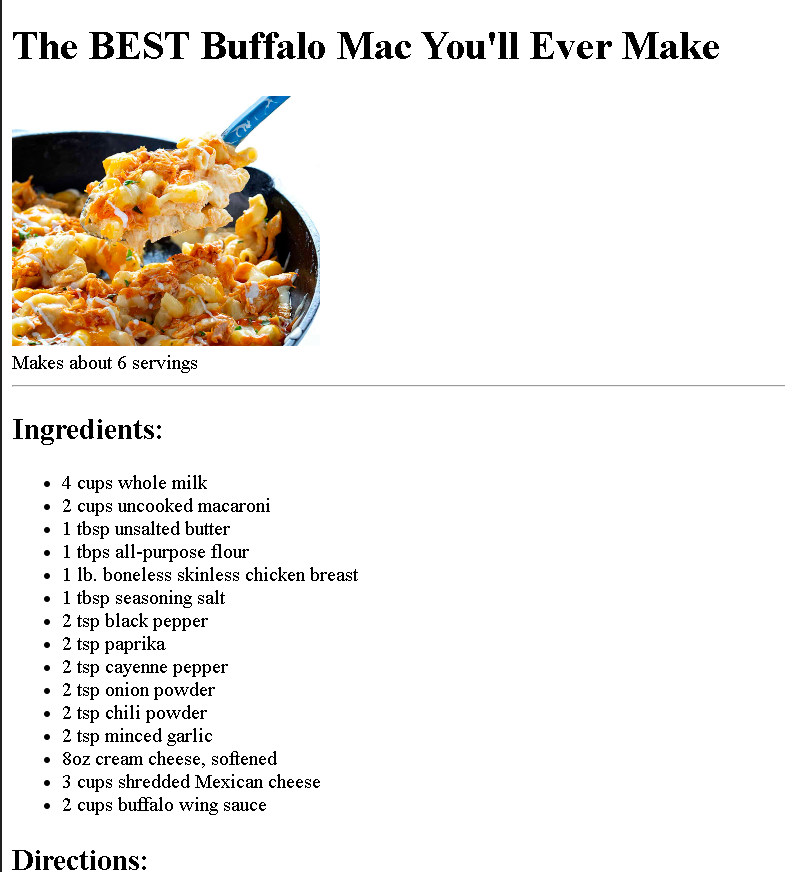 The BEST Buffalo Mac You'll Ever Make
Makes about 6 servings
Ingredients:
4 cups whole milk
2 cups uncooked macaroni
1 tbsp unsalted butter
1 tbps all-purpose flour
1 lb. boneless skinless chicken breast
1 tbsp seasoning salt
2 tsp black pepper
2 tsp paprika
2 tsp cayenne pepper
2 tsp onion powder
2 tsp chili powder
2 tsp minced garlic
8oz cream cheese, softened
3 cups shredded Mexican cheese
2 cups buffalo wing sauce
Directions: